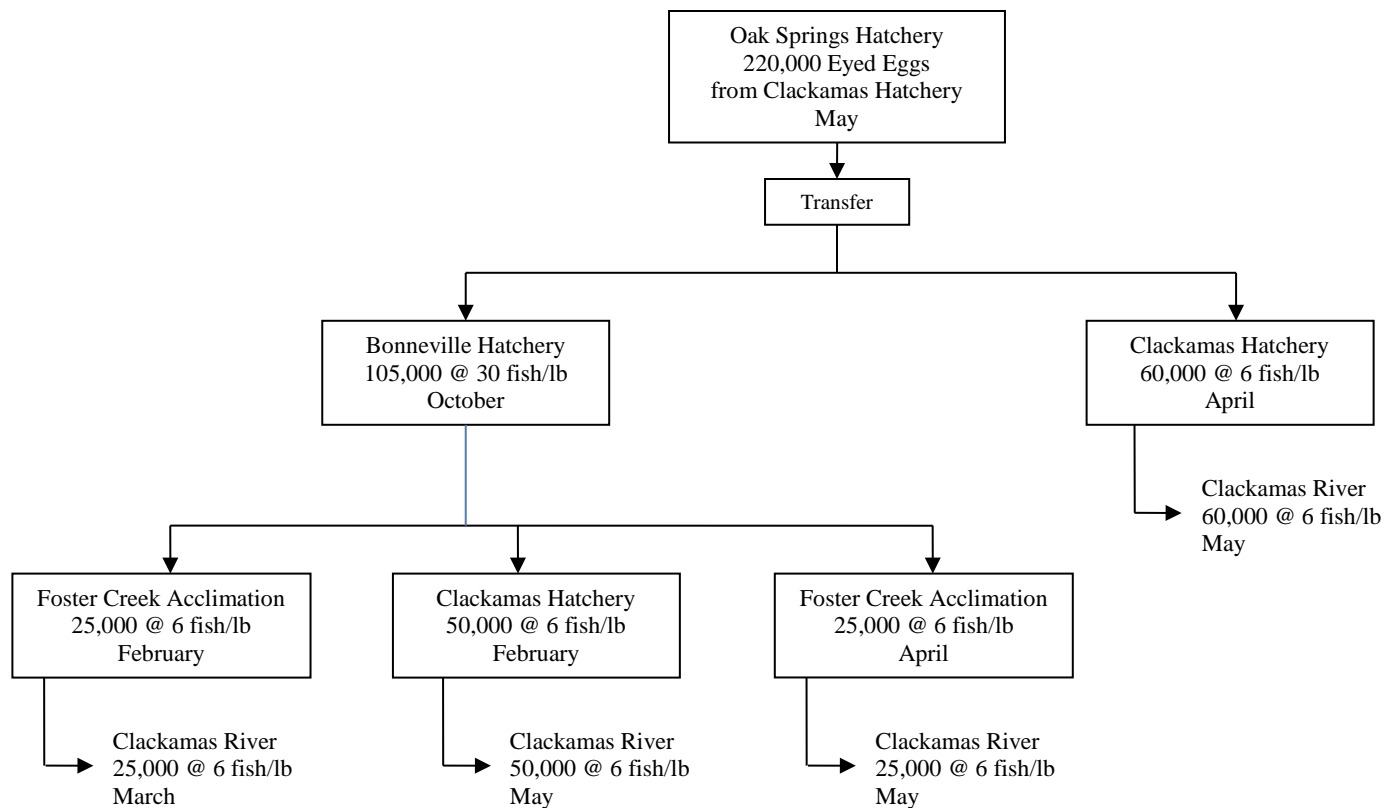 Oak Springs Hatchery
220,000 Eyed Eggs
from Clackamas Hatchery
May
Transfer
Bonneville Hatchery
105,000 @ 30 fish/lb
October
Clackamas Hatchery
60,000 @ 6 fish/lb
April
Clackamas River
60,000 @ 6 fish/lb
May
Foster Creek Acclimation
25,000 @ 6 fish/lb
February
Clackamas Hatchery
50,000 @ 6 fish/lb
February
Foster Creek Acclimation
25,000 @ 6 fish/lb
April
Clackamas River
25,000 @ 6 fish/lb
March
Clackamas River
50,000 @ 6 fish/lb
May
Clackamas River
25,000 @ 6 fish/lb
May